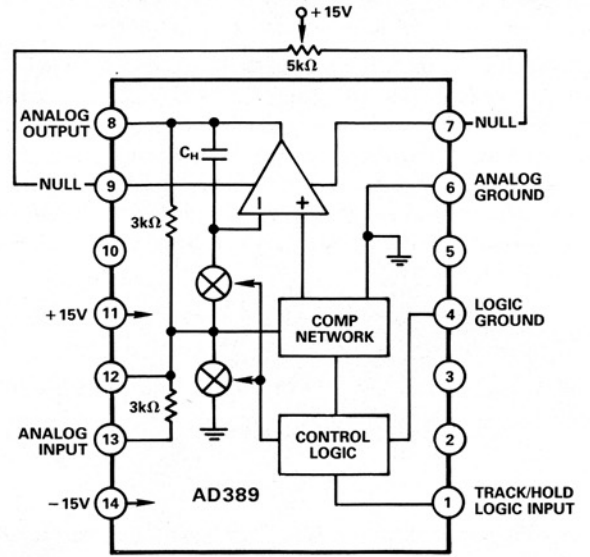 +15V
5kΩ
ANALOG
OUTPUT
8
7
NULL
CH
NULL
9
6
ANALOG
GROUND
3kΩ
10
5
+15V
11
COMP
NETWORK
4
LOGIC
GROUND
12
3
3kΩ
ANALOG
INPUT
13
CONTROL
LOGIC
2
−15V
14
AD389
1
TRACK/HOLD
LOGIC INPUT
− +